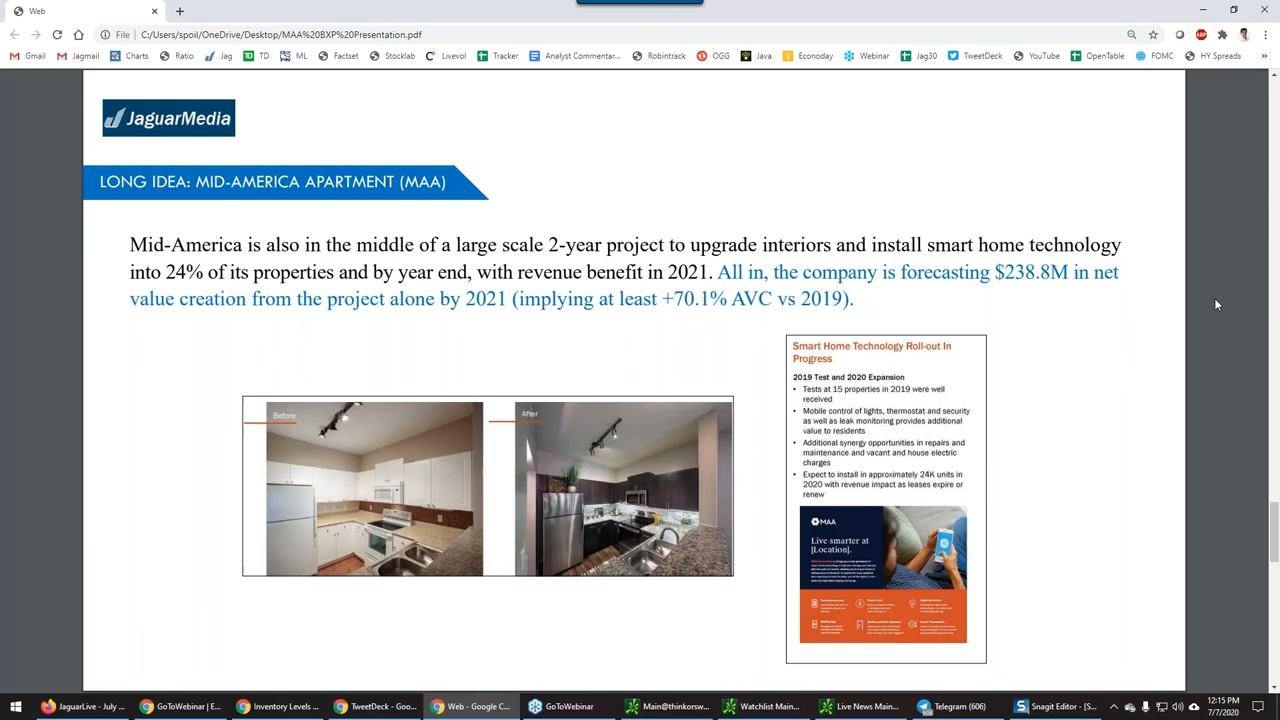 Web
File
C:/Users/spoil/OneDrive/Desktop/MAA%20BXP%20Presentation.pdf
Gmail Jagmail Charts Ratio Jag TD ML Factset Stocklab Livevol Tracker Analyst Commentar... Robintrack OGG Java Econoday Webinar Jag30 TweetDeck YouTube OpenTable FOMC HY Spreads »
JaguarMedia
LONG IDEA: MID-AMERICA APARTMENT (MAA)
Mid-America is also in the middle of a large scale 2-year project to upgrade interiors and install smart home technology
into 24% of its properties and by year end, with revenue benefit in 2021. All in, the company is forecasting $238.8M in net
value creation from the project alone by 2021 (implying at least +70.1% AVC vs 2019).
Before
After
Smart Home Technology Roll-out In
Progress
2019 Test and 2020 Expansion
• Tests at 15 properties in 2019 were well
received
• Mobile control of lights, thermostat and security
as well as leak monitoring provides additional
value to residents
• Additional synergy opportunities in repairs and
maintenance and vacant and house electric
charges
• Expect to install in approximately 24K units in
2020 with revenue impact as leases expire or
renew
MAA
Live smarter at
[Location].
JaguarLive - July ... GoToWebinar | E... Inventory Levels ... TweetDeck - Goo... Web - Google C... GoToWebinar Main@thinkorsw... Watchlist Main... Live News Main... Telegram (606) Snagit Editor - [S...
12:15 PM
7/7/2020